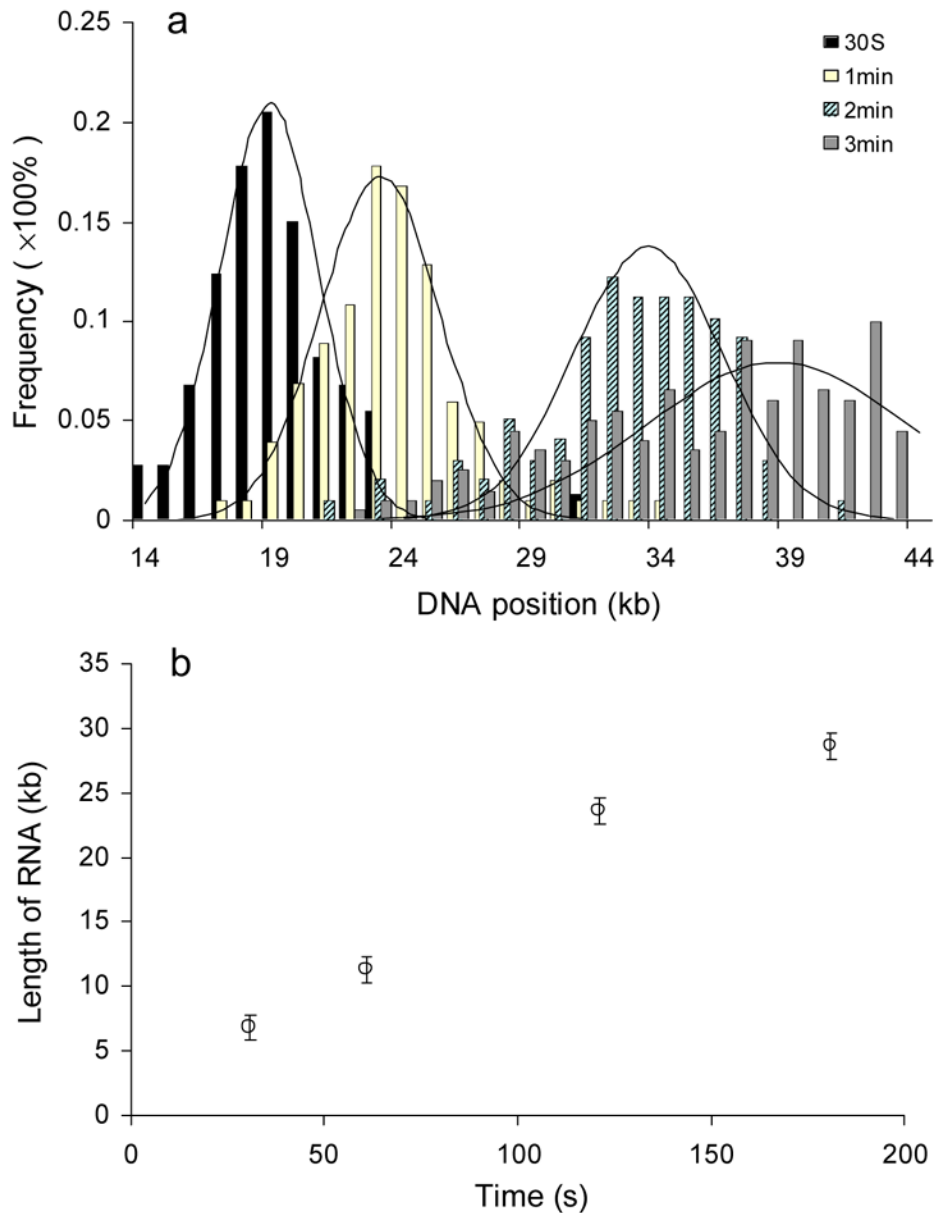 a
0.25
0.2
0.15
0.1
0.05
0
Frequency ( ×100%)
30S
1min
2min
3min
14 19 24 29 34 39 44
DNA position (kb)
b
35
30
25
20
15
10
5
0
Length of RNA (kb)
0 50 100 150 200
Time (s)